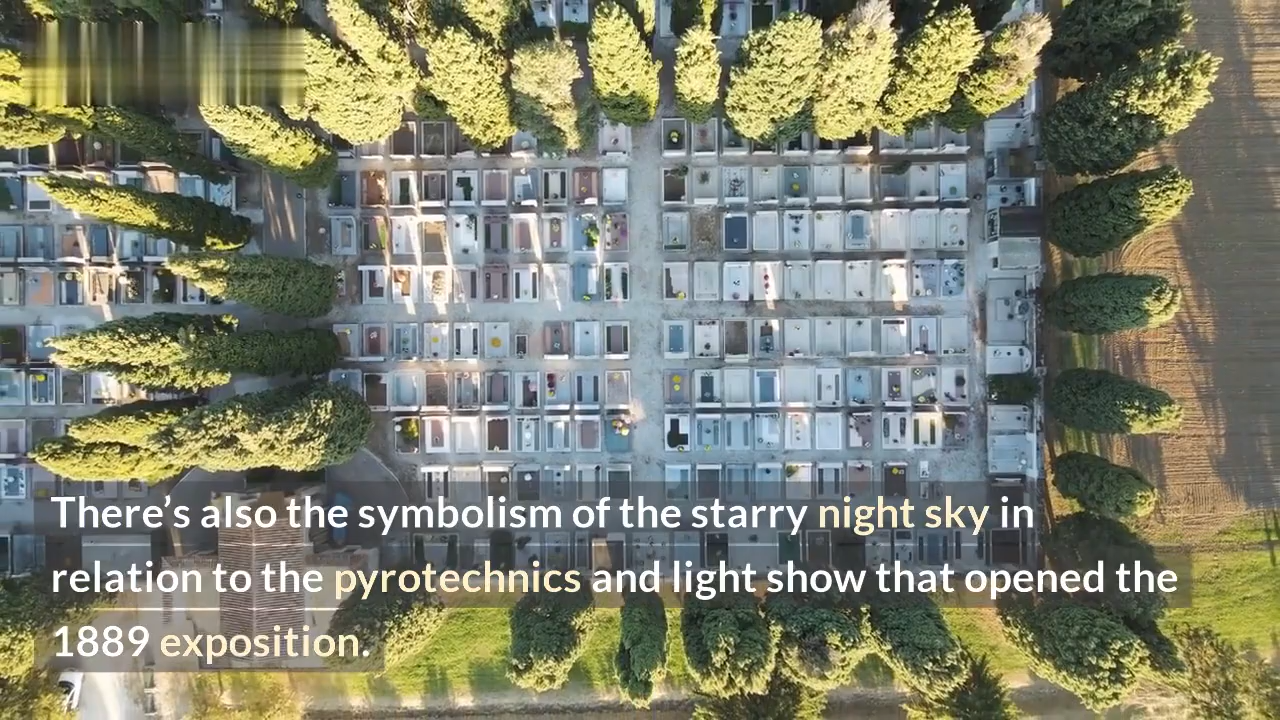 There’s also the symbolism of the starry night sky in
relation to the pyrotechnics and light show that opened the
1889 exposition.